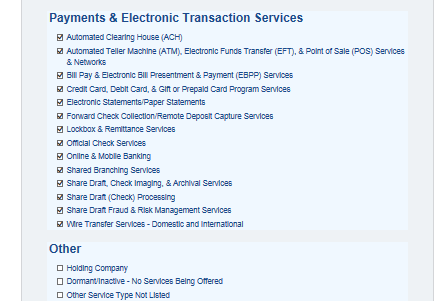 Payments & Electronic Transaction Services
Automated Clearing House (ACH)
Automated Teller Machine (ATM), Electronic Funds Transfer (EFT), & Point of Sale (POS) Services
& Networks
Bill Pay & Electronic Bill Presentment & Payment (EBPP) Services
Credit Card, Debit Card, & Gift or Prepaid Card Program Services
Electronic Statements/Paper Statements
Forward Check Collection/Remote Deposit Capture Services
Lockbox & Remittance Services
Official Check Services
Online & Mobile Banking
Shared Branching Services
Share Draft, Check Imaging, & Archival Services
Share Draft (Check) Processing
Share Draft Fraud & Risk Management Services
Wire Transfer Services - Domestic and International
Other
Holding Company
Dormant/Inactive - No Services Being Offered
Other Service Type Not Listed